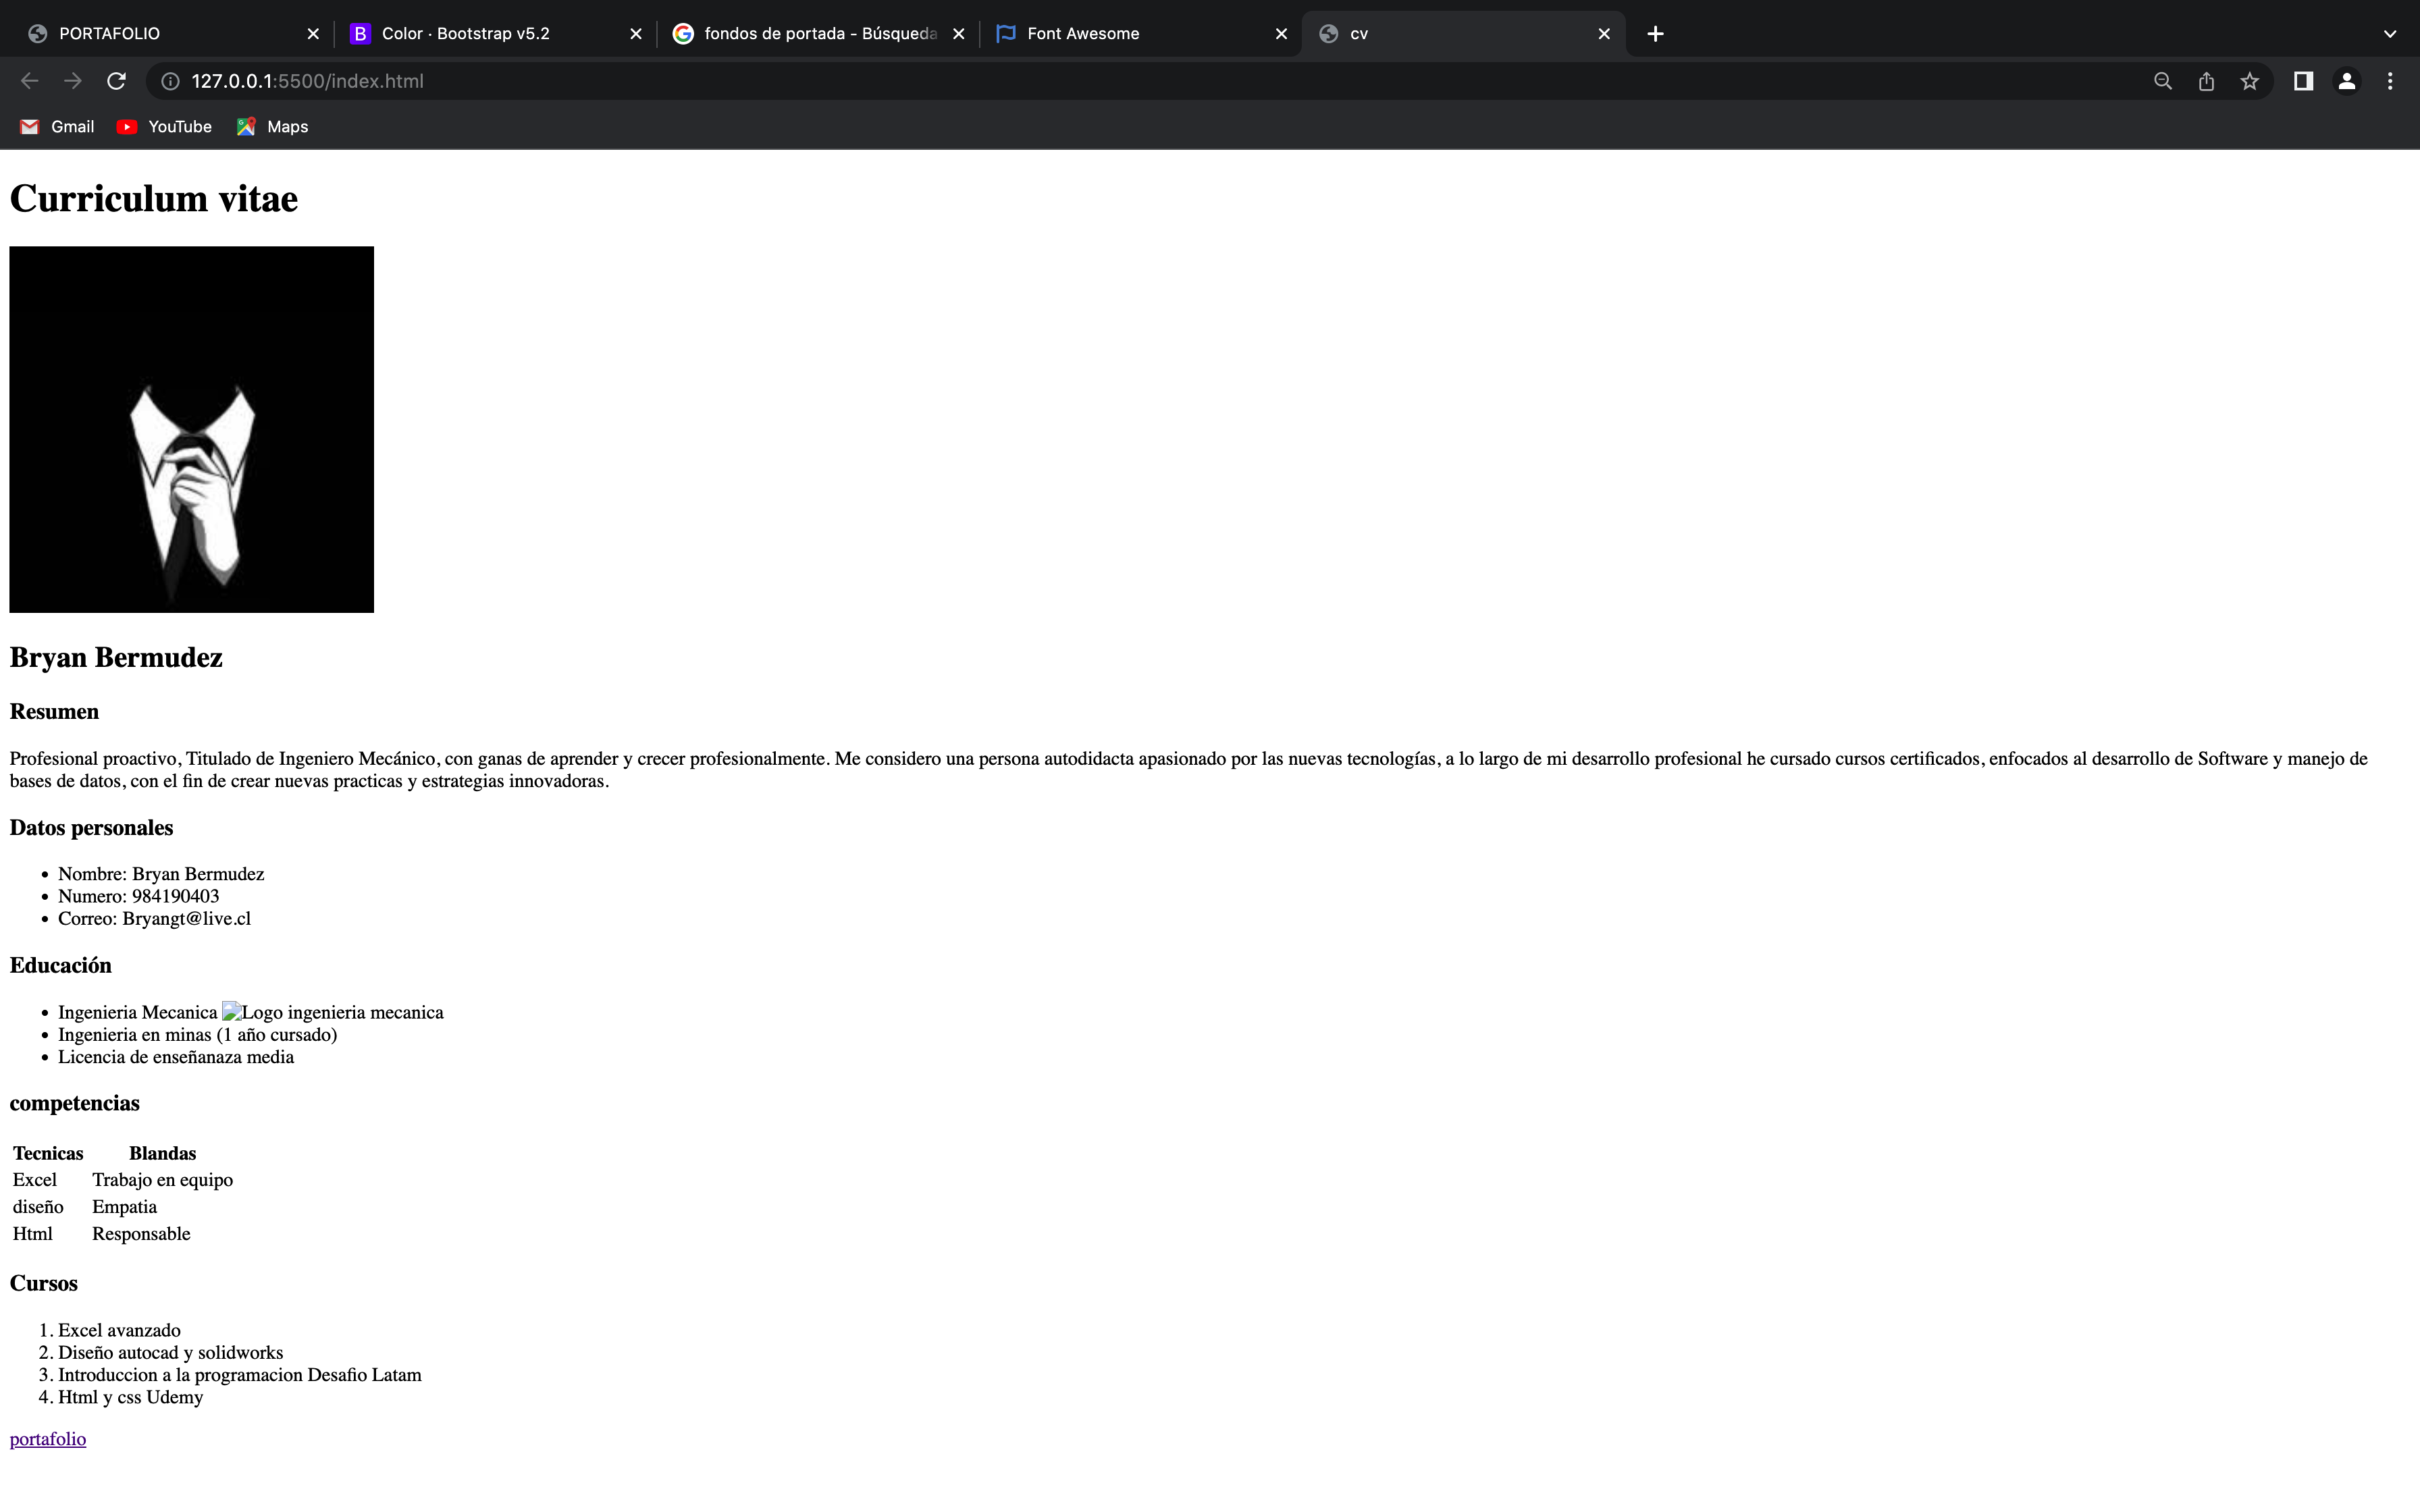 PORTAFOLIO
Color · Bootstrap v5.2
fondos de portada - Búsqueda
Font Awesome
cv
127.0.0.1:5500/index.html
Gmail
YouTube
Maps
Curriculum vitae
Bryan Bermudez
Resumen
Profesional proactivo, Titulado de Ingeniero Mecánico, con ganas de aprender y crecer profesionalmente. Me considero una persona autodidacta apasionado por las nuevas tecnologías, a lo largo de mi desarrollo profesional he cursado cursos certificados, enfocados al desarrollo de Software y manejo de
bases de datos, con el fin de crear nuevas practicas y estrategias innovadoras.
Datos personales
• Nombre: Bryan Bermudez
• Numero: 984190403
• Correo: Bryangt@live.cl
Educación
• Ingenieria Mecanica Logo ingenieria mecanica
• Ingenieria en minas (1 año cursado)
• Licencia de enseñanaza media
competencias
Tecnicas Blandas
Excel Trabajo en equipo
diseño Empatia
Html Responsable
Cursos
1. Excel avanzado
2. Diseño autocad y solidworks
3. Introduccion a la programacion Desafio Latam
4. Html y css Udemy
portafolio